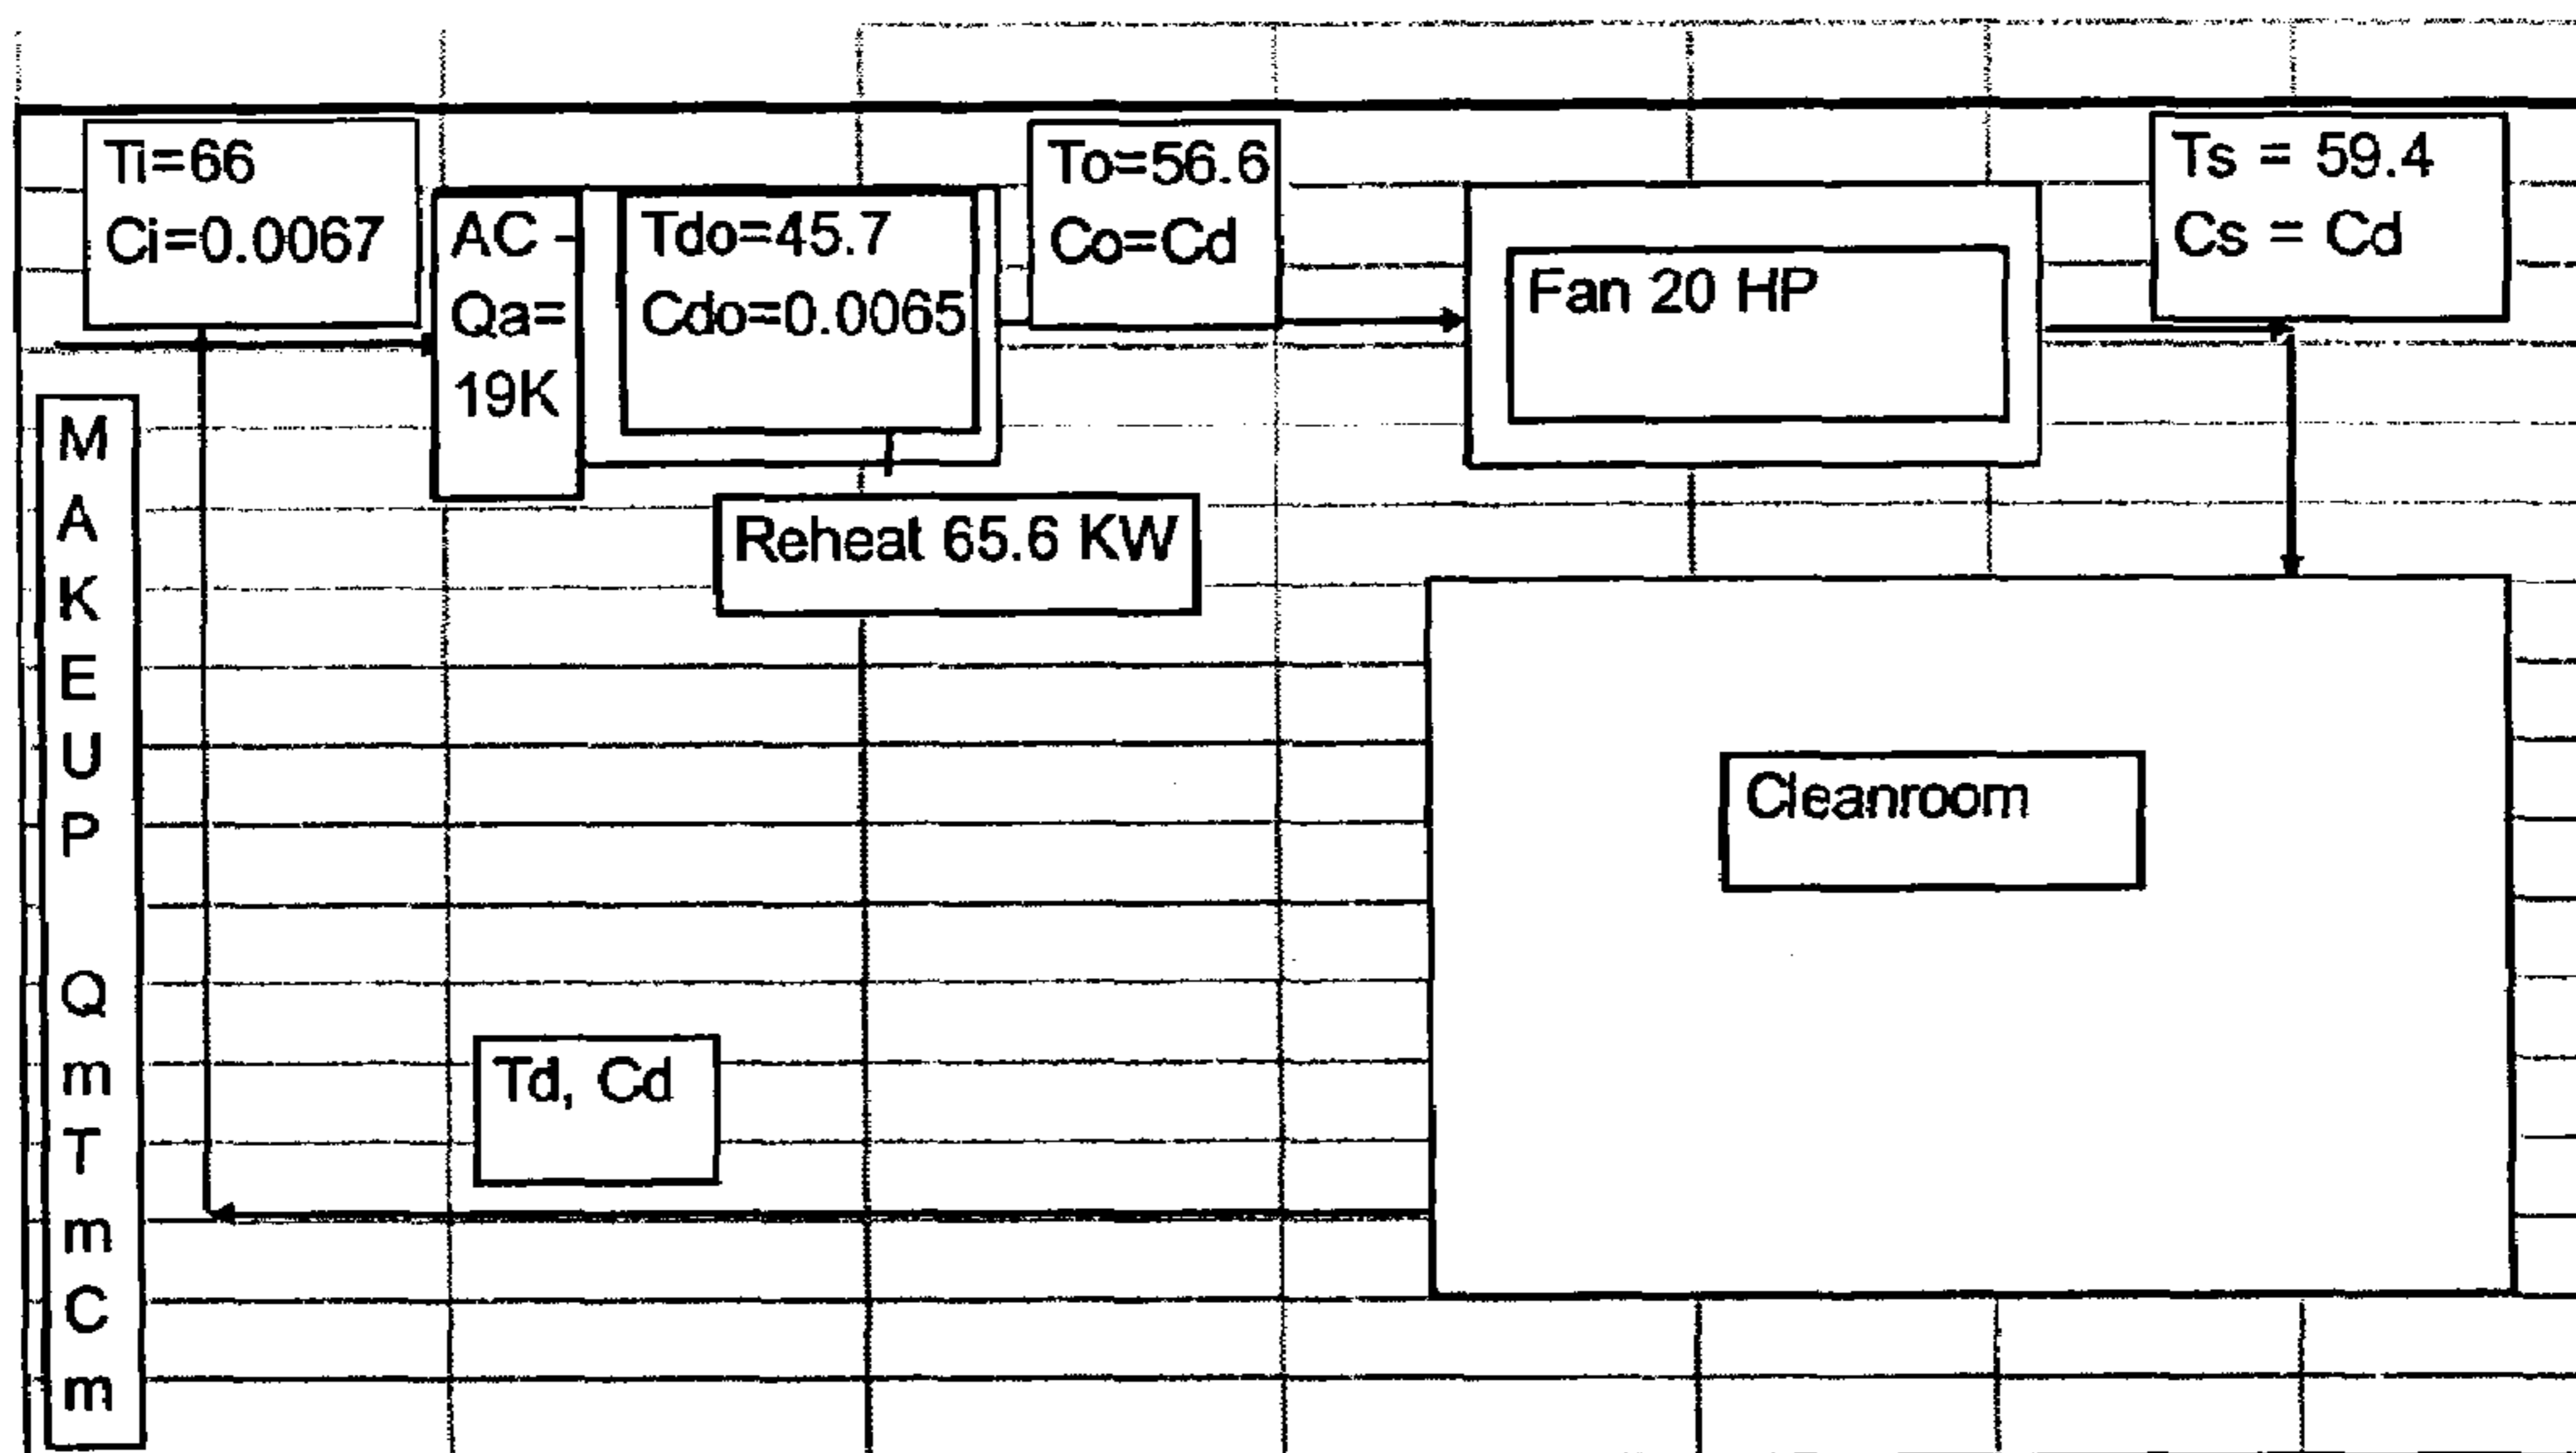 Ti=66
Ci=0.0067
AC -
Qa=
19K
Tdo=45.7
Cdo=0.0065
To=56.6
Co=Cd
Fan 20 HP
Ts = 59.4
Cs = Cd
Reheat 65.6 KW
M
A
K
E
U
P
Q
m
T
m
C
m
Cleanroom
Td, Cd